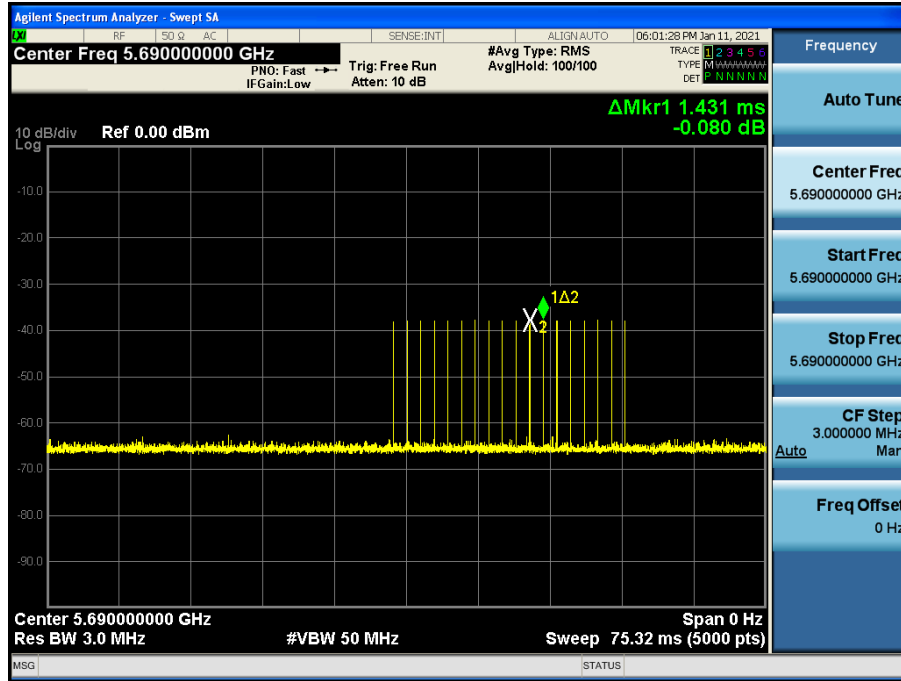 Agilent Spectrum Analyzer - Swept SA
LXI RF 50 Ω AC SENSE:INT ALIGN AUTO 06:01:28 PM Jan 11, 2021
Center Freq 5.690000000 GHz
PNO: Fast
IFGain:Low
Trig: Free Run
Atten: 10 dB
#Avg Type: RMS
Avg|Hold: 100/100
TRACE 1 2 3 4 5 6
TYPE M WWWWW
DET P N N N N N
ΔMkr1 1.431 ms
-0.080 dB
10 dB/div Ref 0.00 dBm
Log
-10.0
-20.0
-30.0
1Δ2
2
-40.0
-50.0
-60.0
-70.0
-80.0
-90.0
Center 5.690000000 GHz Span 0 Hz
Res BW 3.0 MHz #VBW 50 MHz Sweep 75.32 ms (5000 pts)
MSG STATUS
Frequency
Auto Tune
Center Freq
5.690000000 GHz
Start Freq
5.690000000 GHz
Stop Freq
5.690000000 GHz
CF Step
3.000000 MHz
Auto Man
Freq Offset
0 Hz